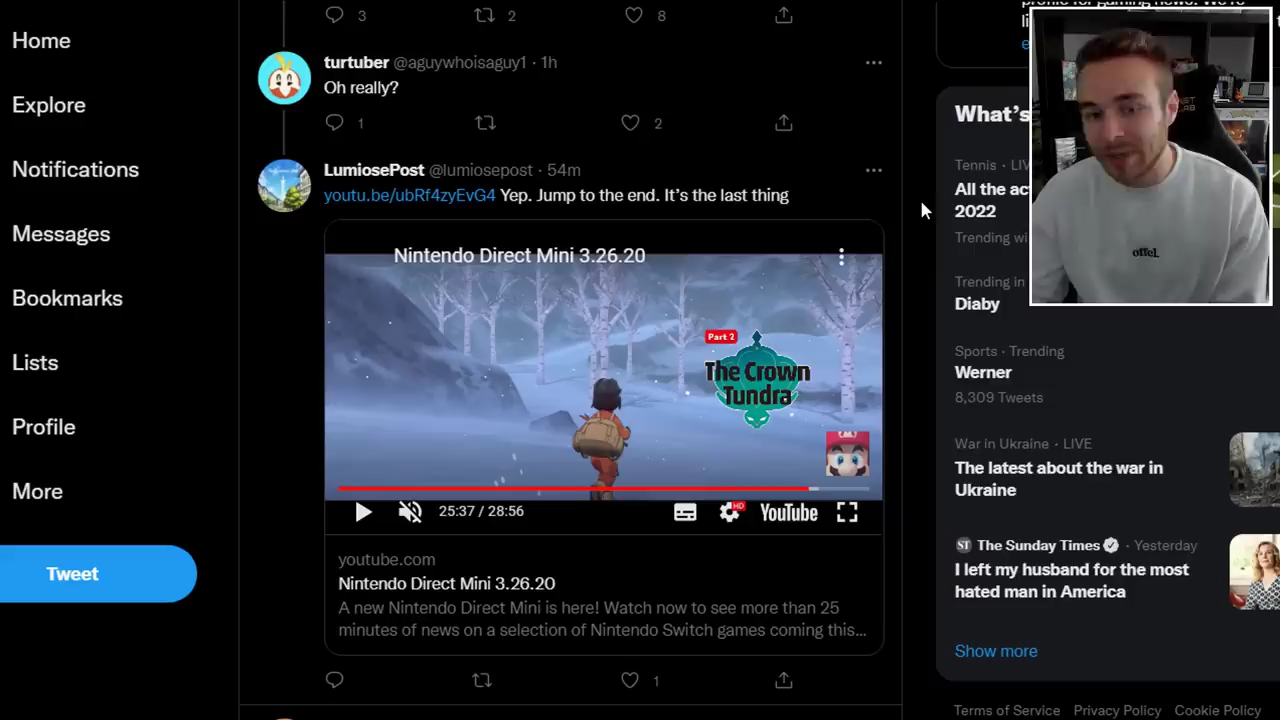 Home
Explore
Notifications
Messages
Bookmarks
Lists
Profile
More
Tweet
3 2 8
turtuber @aguywhoisaguy1 · 1h
Oh really?
1 2
LumiosePost @lumiosepost · 54m
youtu.be/ubRf4zyEvG4 Yep. Jump to the end. It's the last thing
Nintendo Direct Mini 3.26.20
Part 2
The Crown
Tundra
25:37 / 28:56
HD
YouTube
youtube.com
Nintendo Direct Mini 3.26.20
A new Nintendo Direct Mini is here! Watch now to see more than 25
minutes of news on a selection of Nintendo Switch games coming this...
1
What's
Tennis · LIV
All the ac
2022
Trending wi
Trending in
Diaby
Sports · Trending
Werner
8,309 Tweets
War in Ukraine · LIVE
The latest about the war in
Ukraine
ST The Sunday Times · Yesterday
I left my husband for the most
hated man in America
Show more
Terms of Service Privacy Policy Cookie Policy
offel.